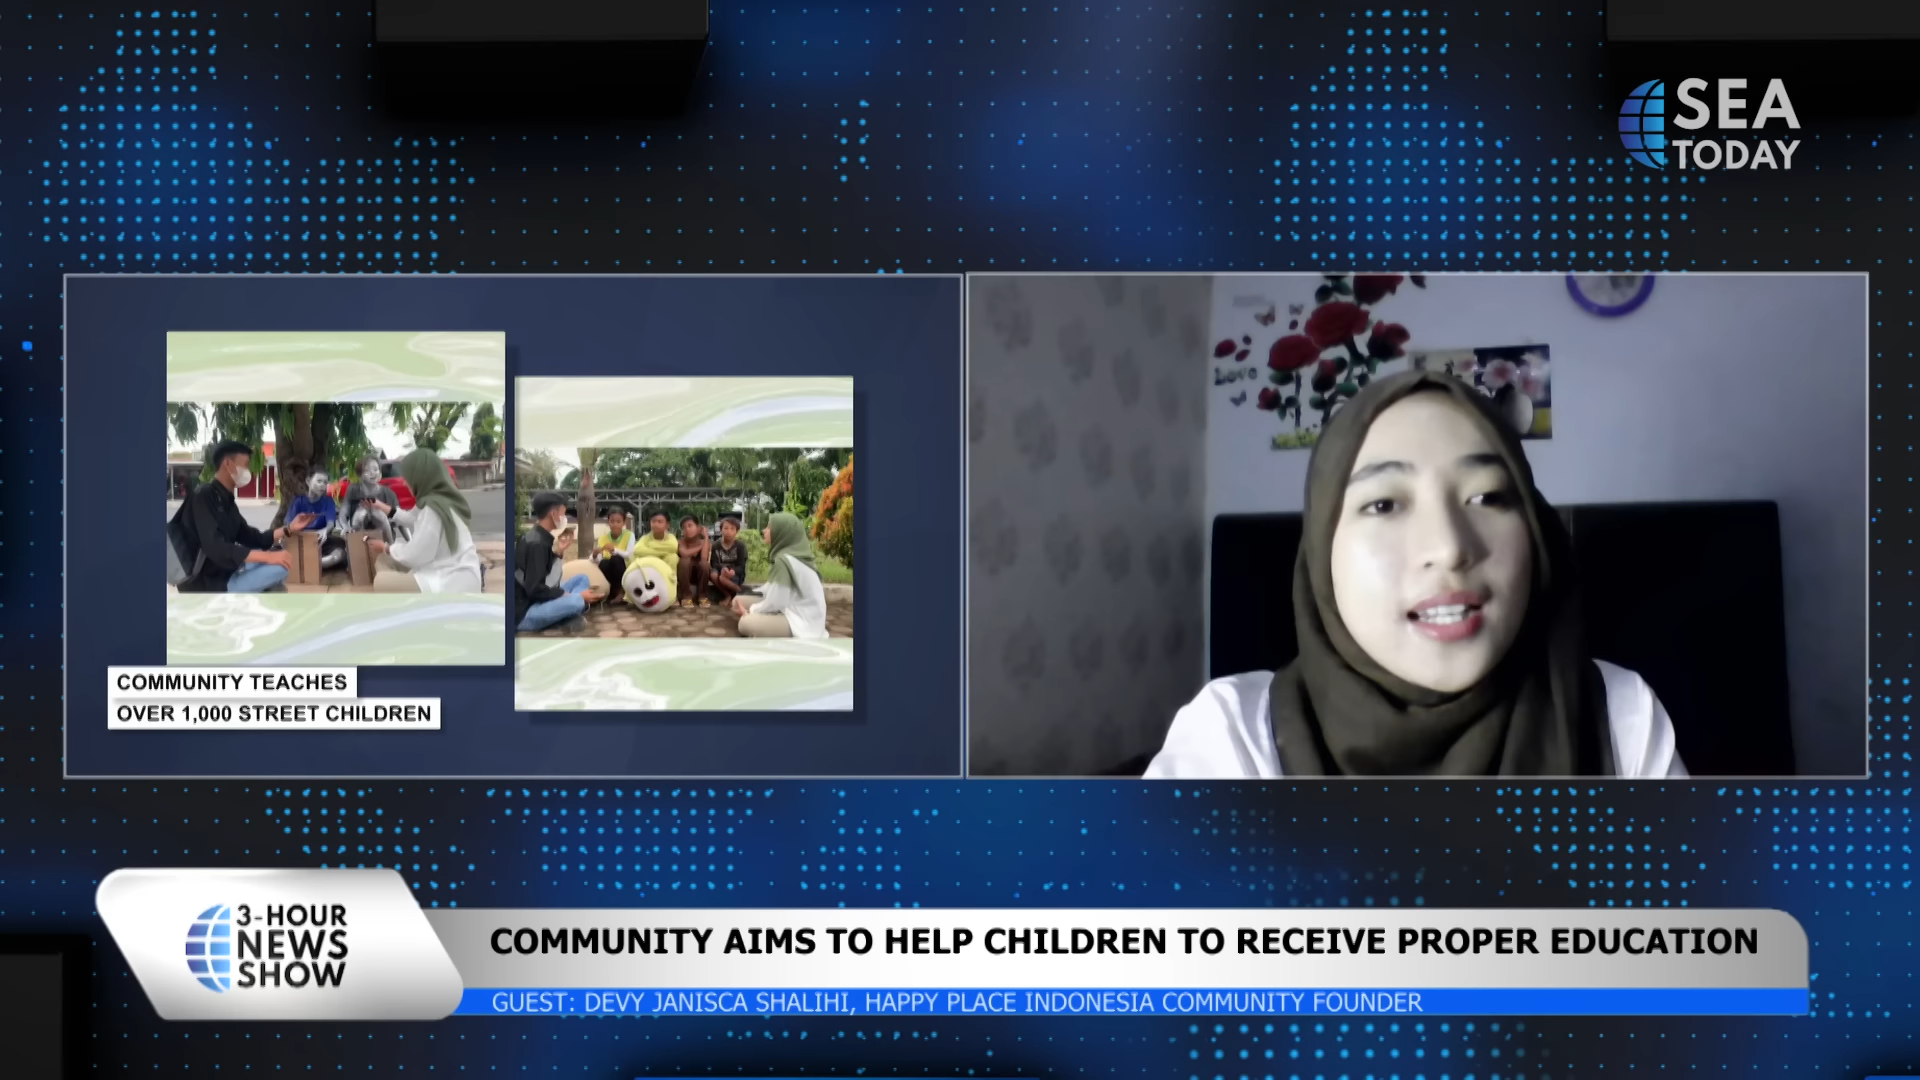 SEA
TODAY
Love
COMMUNITY TEACHES
OVER 1,000 STREET CHILDREN
3-HOUR
NEWS
SHOW
COMMUNITY AIMS TO HELP CHILDREN TO RECEIVE PROPER EDUCATION
GUEST: DEVY JANISCA SHALIHI, HAPPY PLACE INDONESIA COMMUNITY FOUNDER